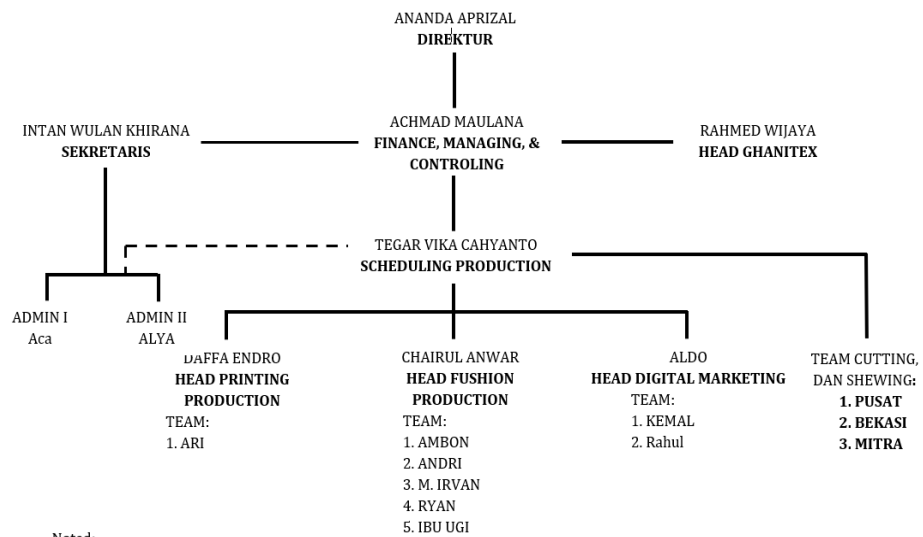 ANANDA APRIZAL
DIREKTUR
INTAN WULAN KHIRANA
SEKRETARIS
ACHMAD MAULANA
FINANCE, MANAGING, &
CONTROLING
RAHMED WIJAYA
HEAD GHANITEX
TEGAR VIKA CAHYANTO
SCHEDULING PRODUCTION
ADMIN I
Aca
ADMIN II
ALYA
DAFFA ENDRO
HEAD PRINTING
PRODUCTION
TEAM:
1. ARI
CHAIRUL ANWAR
HEAD FUSHION
PRODUCTION
TEAM:
1. AMBON
2. ANDRI
3. M. IRVAN
4. RYAN
5. IBU UGI
ALDO
HEAD DIGITAL MARKETING
TEAM:
1. KEMAL
2. Rahul
TEAM CUTTING,
DAN SHEWING:
1. PUSAT
2. BEKASI
3. MITRA
Noted: